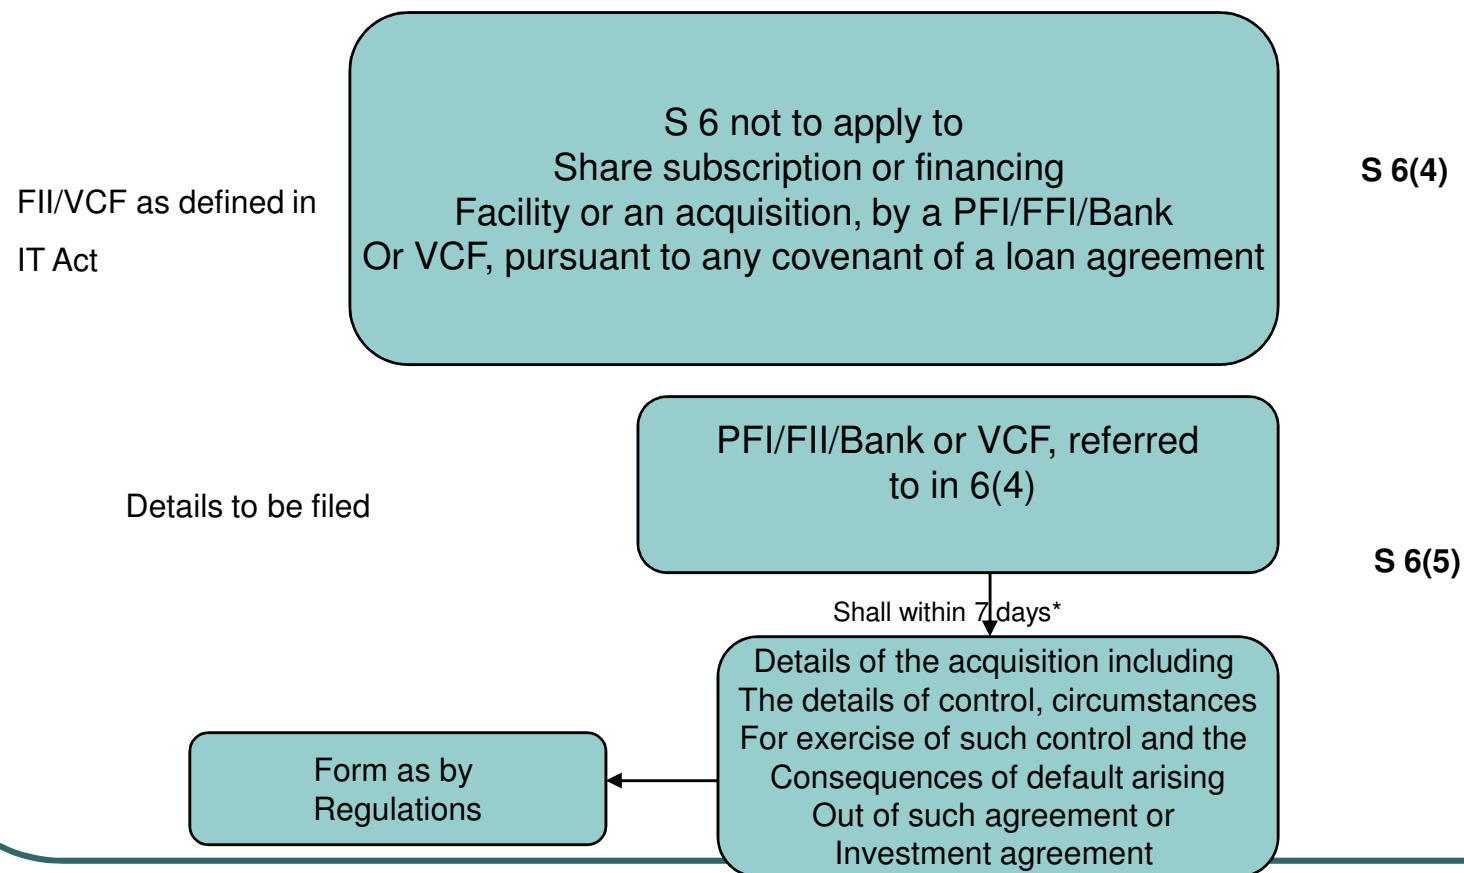 S 6 not to apply to
Share subscription or financing
Facility or an acquisition, by a PFI/FFI/Bank
Or VCF, pursuant to any covenant of a loan agreement
S 6(4)
FII/VCF as defined in
IT Act
PFI/FII/Bank or VCF, referred
to in 6(4)
Details to be filed
S 6(5)
Shall within 7 days*
Details of the acquisition including
The details of control, circumstances
For exercise of such control and the
Consequences of default arising
Out of such agreement or
Investment agreement
Form as by
Regulations